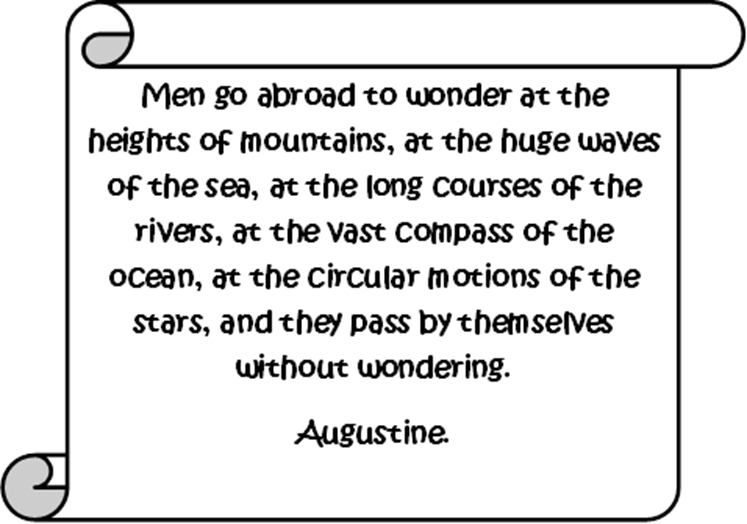 Men go abroad to wonder at the
heights of mountains, at the huge waves
of the sea, at the long courses of the
rivers, at the vast compass of the
ocean, at the circular motions of the
stars, and they pass by themselves
without wondering.
Augustine.